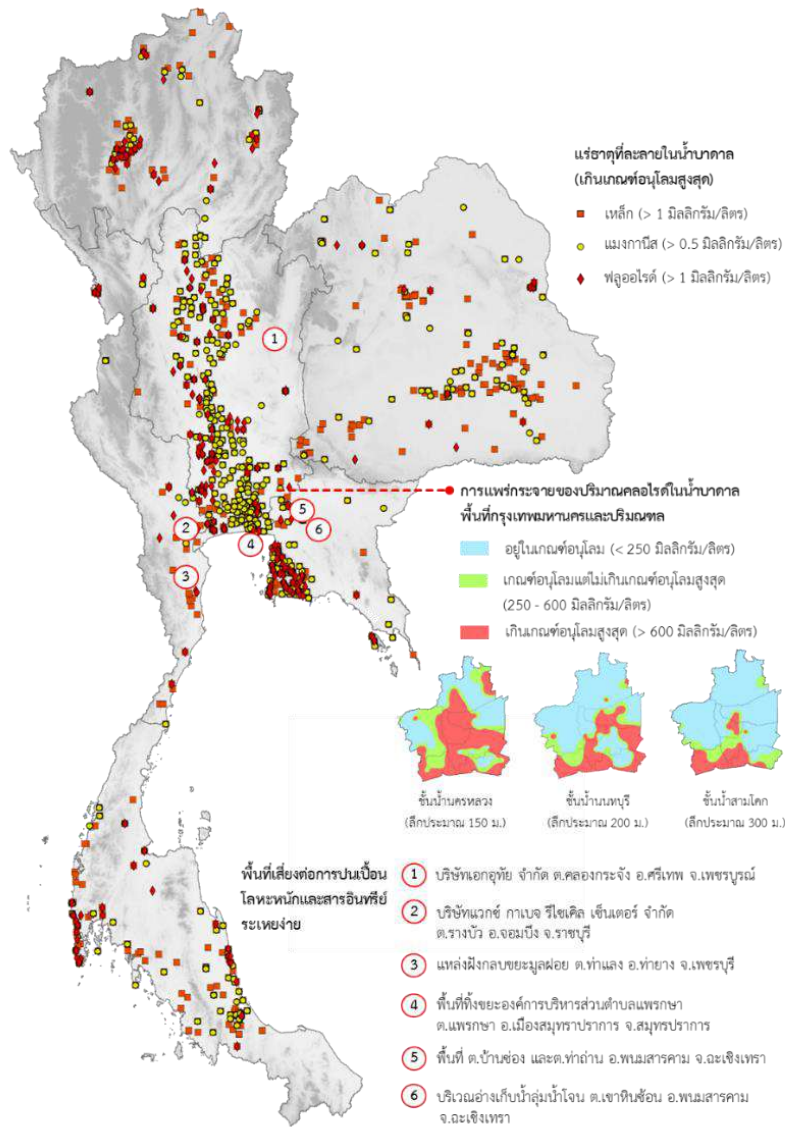 แร่ธาตุที่ละลายในน้ำบาดาล
(เกินเกณฑ์อนุโลมสูงสุด)
เหล็ก (> 1 มิลลิกรัม/ลิตร)
แมงกานีส (> 0.5 มิลลิกรัม/ลิตร)
ฟลูออไรด์ (> 1 มิลลิกรัม/ลิตร)
1
5
6
2
4
3
การแพร่กระจายของปริมาณคลอไรด์ในน้ำบาดาล
พื้นที่กรุงเทพมหานครและปริมณฑล
อยู่ในเกณฑ์อนุโลม (< 250 มิลลิกรัม/ลิตร)
เกณฑ์อนุโลมแต่ไม่เกินเกณฑ์อนุโลมสูงสุด
(250 - 600 มิลลิกรัม/ลิตร)
เกินเกณฑ์อนุโลมสูงสุด (> 600 มิลลิกรัม/ลิตร)
ชั้นน้ำนครหลวง
(ลึกประมาณ 150 ม.)
ชั้นน้ำนนทบุรี
(ลึกประมาณ 200 ม.)
ชั้นน้ำสามโคก
(ลึกประมาณ 300 ม.)
พื้นที่เสี่ยงต่อการปนเปื้อน
โลหะหนักและสารอินทรีย์
ระเหยง่าย
1 บริษัทเอกอุทัย จำกัด ต.คลองกระจัง อ.ศรีเทพ จ.เพชรบูรณ์
2 บริษัทแวกซ์ กาเบจ รีไซเคิล เซ็นเตอร์ จำกัด
ต.รางบัว อ.จอมบึง จ.ราชบุรี
3 แหล่งฝังกลบขยะมูลฝอย ต.ท่าแลง อ.ท่ายาง จ.เพชรบุรี
4 พื้นที่ทิ้งขยะองค์การบริหารส่วนตำบลแพรกษา
ต.แพรกษา อ.เมืองสมุทราปราการ จ.สมุทรปราการ
5 พื้นที่ ต.บ้านซ่อง และต.ท่าถ่าน อ.พนมสารคาม จ.ฉะเชิงเทรา
6 บริเวณอ่างเก็บน้ำลุ่มน้ำโจน ต.เขาหินซ้อน อ.พนมสารคาม
จ.ฉะเชิงเทรา